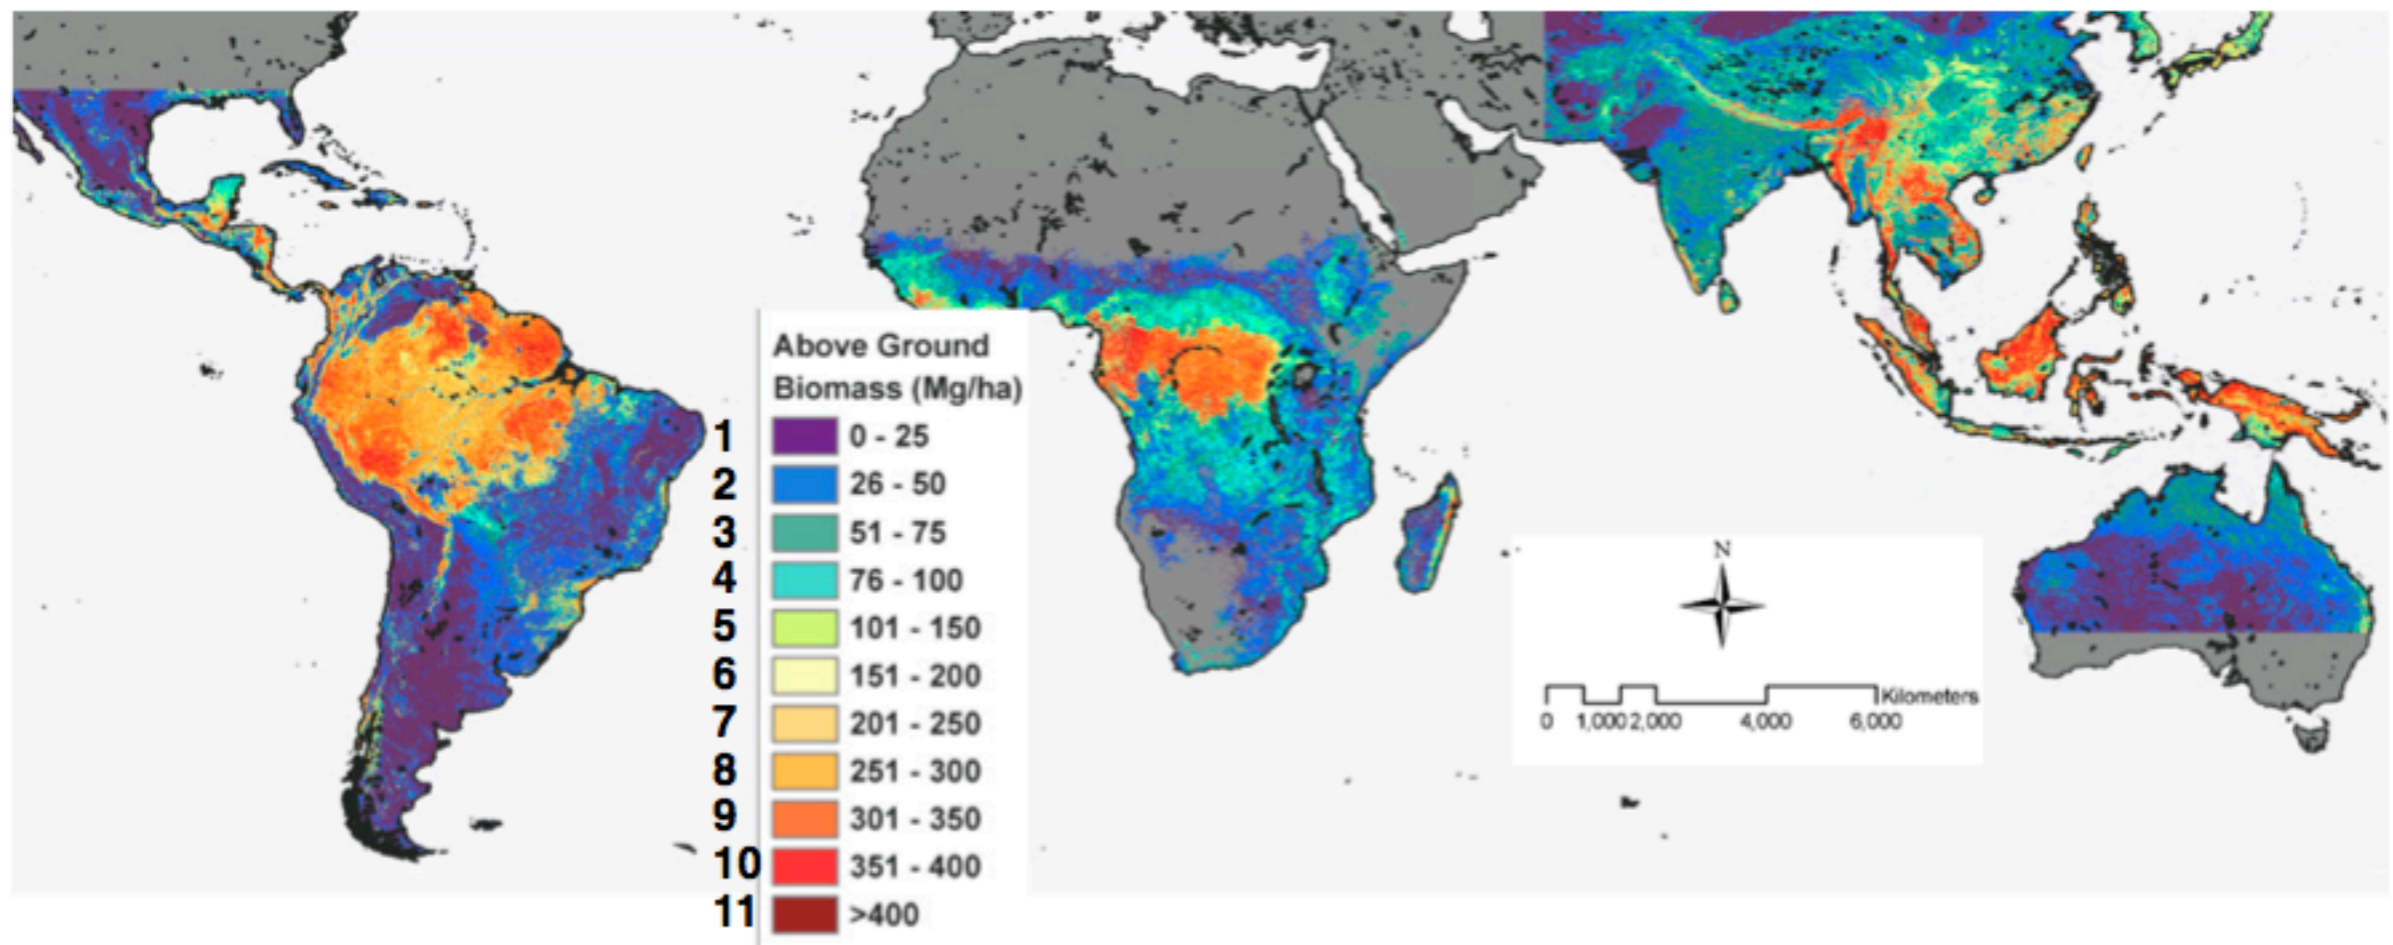 Above Ground
Biomass (Mg/ha)
1 0 - 25
2 26 - 50
3 51 - 75
4 76 - 100
5 101 - 150
6 151 - 200
7 201 - 250
8 251 - 300
9 301 - 350
10 351 - 400
11 >400
N
Kilometers
0 1,000 2,000 4,000 6,000